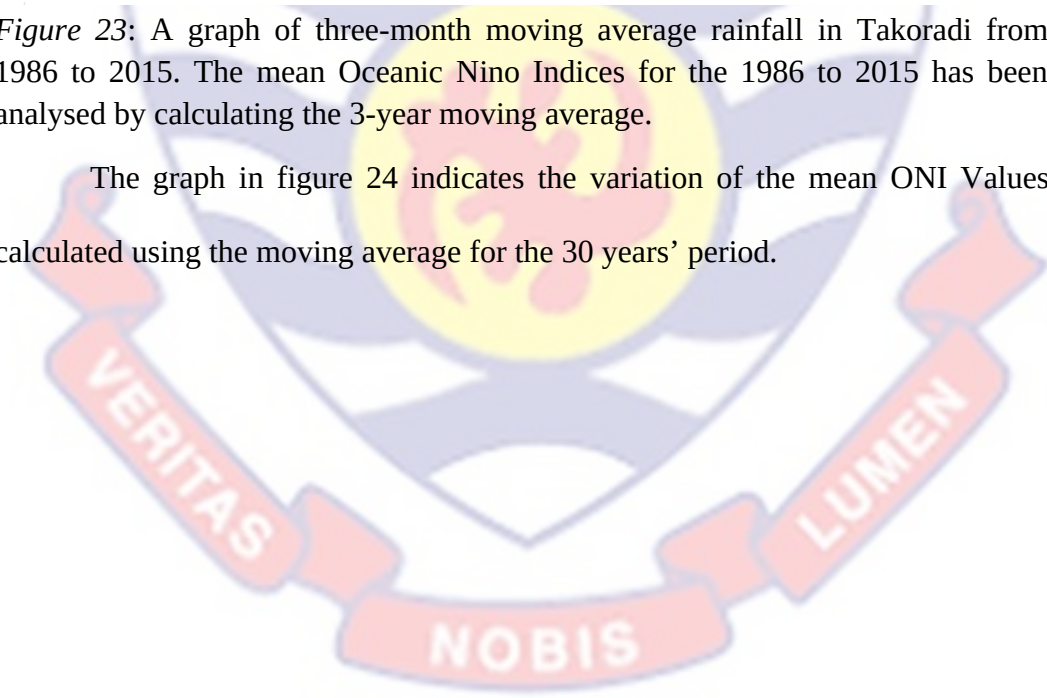 Figure 23: A graph of three-month moving average rainfall in Takoradi from
1986 to 2015. The mean Oceanic Nino Indices for the 1986 to 2015 has been
analysed by calculating the 3-year moving average.
The graph in figure 24 indicates the variation of the mean ONI Values
calculated using the moving average for the 30 years’ period.
VERITAS
NOBIS
LUMEN